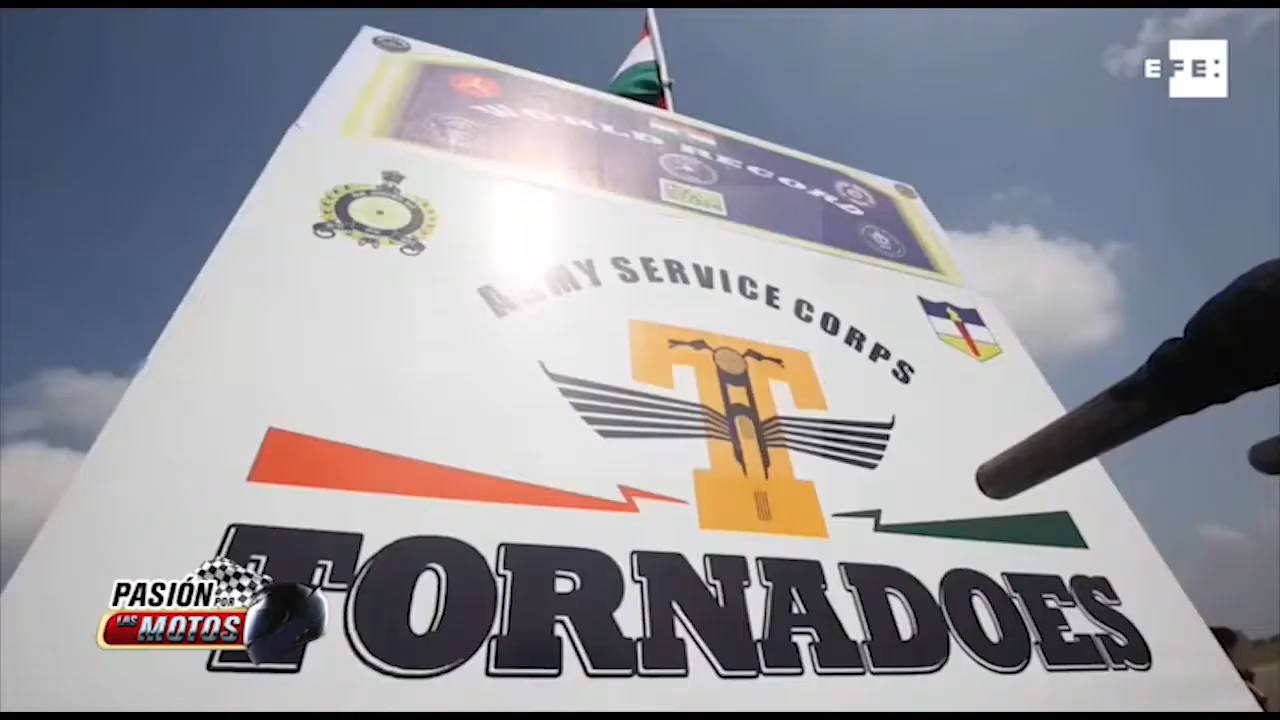 EFE:
WORLD RECORD
ARMY SERVICE CORPS
T
TORNADOES
PASIÓN POR
LAS MOTOS